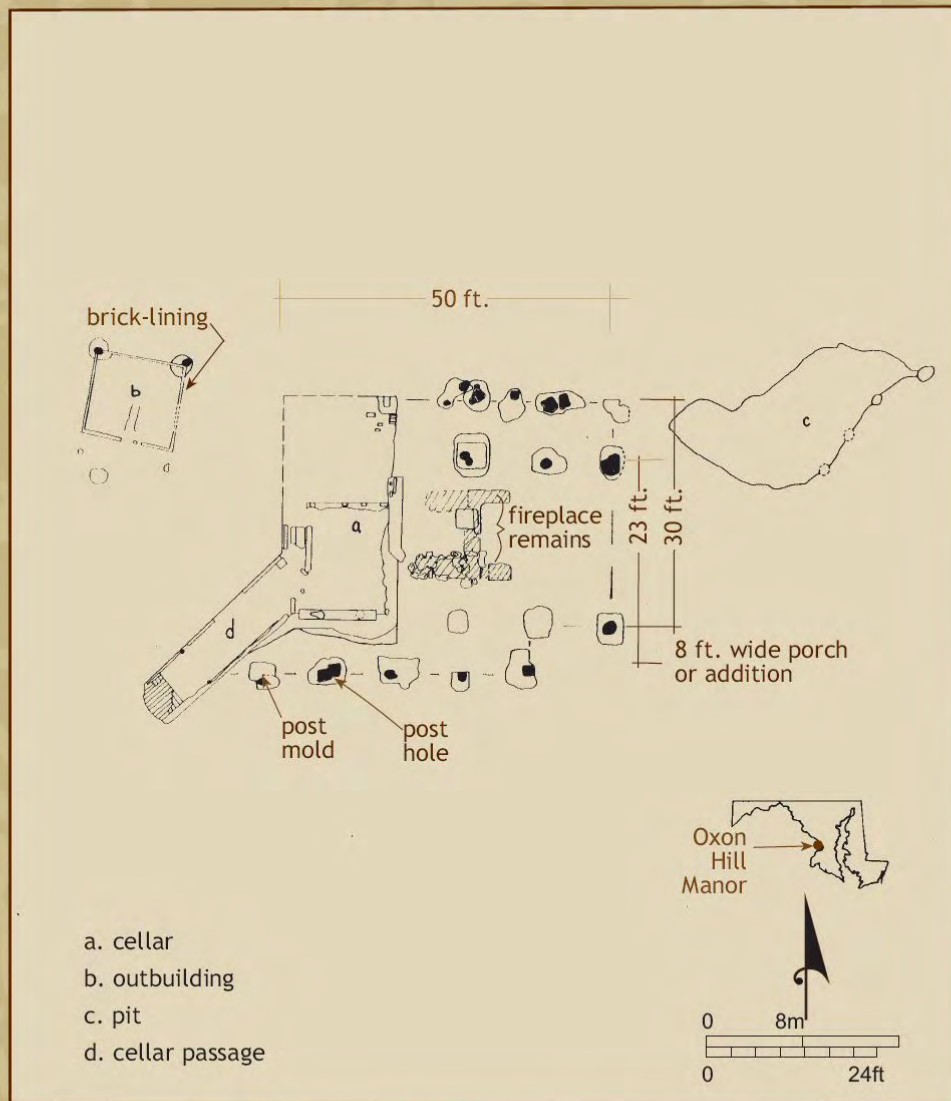 50 ft.
brick-lining
b
c
a
fireplace
remains
23 ft.
30 ft.
d
8 ft. wide porch
or addition
post
mold
post
hole
Oxon
Hill
Manor
a. cellar
b. outbuilding
c. pit
d. cellar passage
0 8m
0 24ft